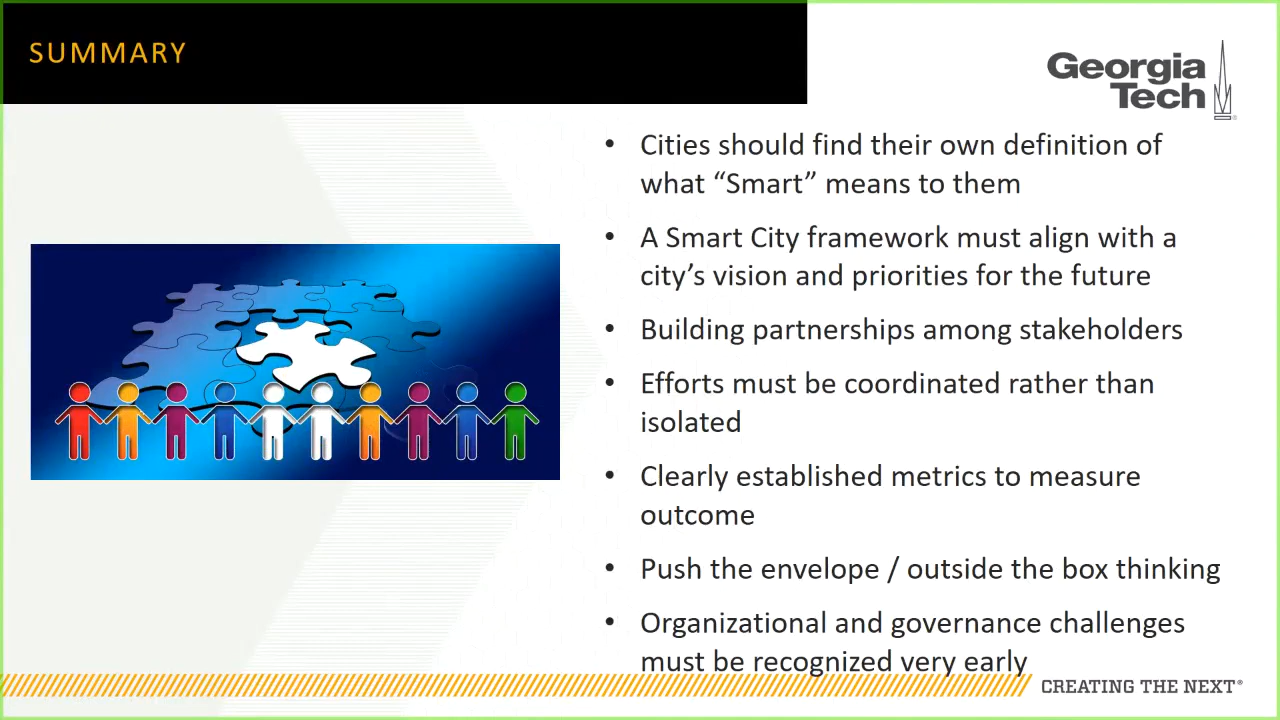 SUMMARY
Georgia
Tech
• Cities should find their own definition of
what “Smart” means to them
• A Smart City framework must align with a
city’s vision and priorities for the future
• Building partnerships among stakeholders
• Efforts must be coordinated rather than
isolated
• Clearly established metrics to measure
outcome
• Push the envelope / outside the box thinking
• Organizational and governance challenges
must be recognized very early
CREATING THE NEXT®